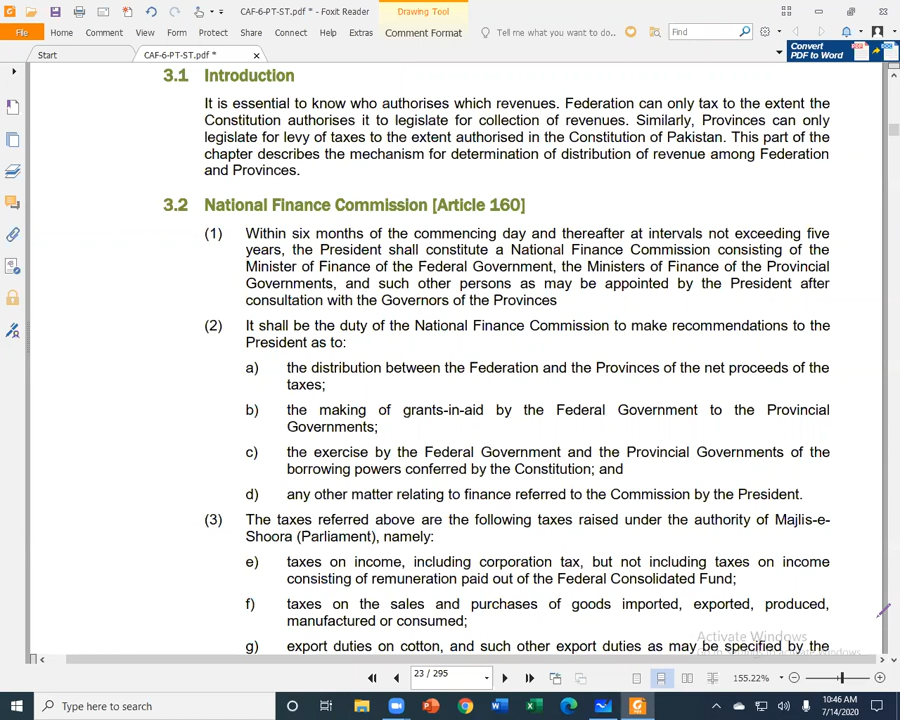 CAF-6-PT-ST.pdf * - Foxit Reader
Drawing Tool
File Home Comment View Form Protect Share Connect Help Extras Comment Format Tell me what you want to do.. Find
Start CAF-6-PT-ST.pdf * Convert
PDF to Word
3.1 Introduction
It is essential to know who authorises which revenues. Federation can only tax to the extent the
Constitution authorises it to legislate for collection of revenues. Similarly, Provinces can only
legislate for levy of taxes to the extent authorised in the Constitution of Pakistan. This part of the
chapter describes the mechanism for determination of distribution of revenue among Federation
and Provinces.
3.2 National Finance Commission [Article 160]
(1) Within six months of the commencing day and thereafter at intervals not exceeding five
years, the President shall constitute a National Finance Commission consisting of the
Minister of Finance of the Federal Government, the Ministers of Finance of the Provincial
Governments, and such other persons as may be appointed by the President after
consultation with the Governors of the Provinces
(2) It shall be the duty of the National Finance Commission to make recommendations to the
President as to:
a) the distribution between the Federation and the Provinces of the net proceeds of the
taxes;
b) the making of grants-in-aid by the Federal Government to the Provincial
Governments;
c) the exercise by the Federal Government and the Provincial Governments of the
borrowing powers conferred by the Constitution; and
d) any other matter relating to finance referred to the Commission by the President.
(3) The taxes referred above are the following taxes raised under the authority of Majlis-e-
Shoora (Parliament), namely:
e) taxes on income, including corporation tax, but not including taxes on income
consisting of remuneration paid out of the Federal Consolidated Fund;
f) taxes on the sales and purchases of goods imported, exported, produced,
manufactured or consumed;
Activate Windows
g) export duties on cotton, and such other export duties as may be specified by the
23 / 295 155.22%
Type here to search
10:46 AM
7/14/2020